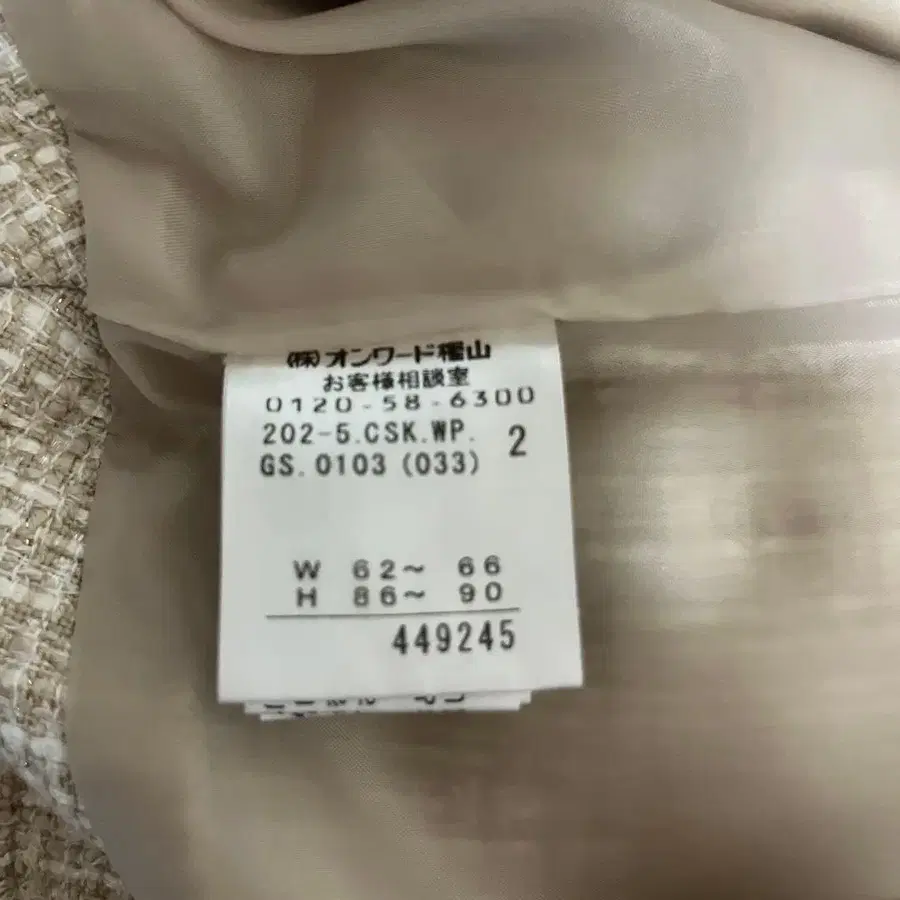 ㈱オンワード樫山
お客様相談室
0120-58-6300
202-5.CSK.WP.
GS.0103(033) 2
W 62〜 66
H 86〜 90
449245